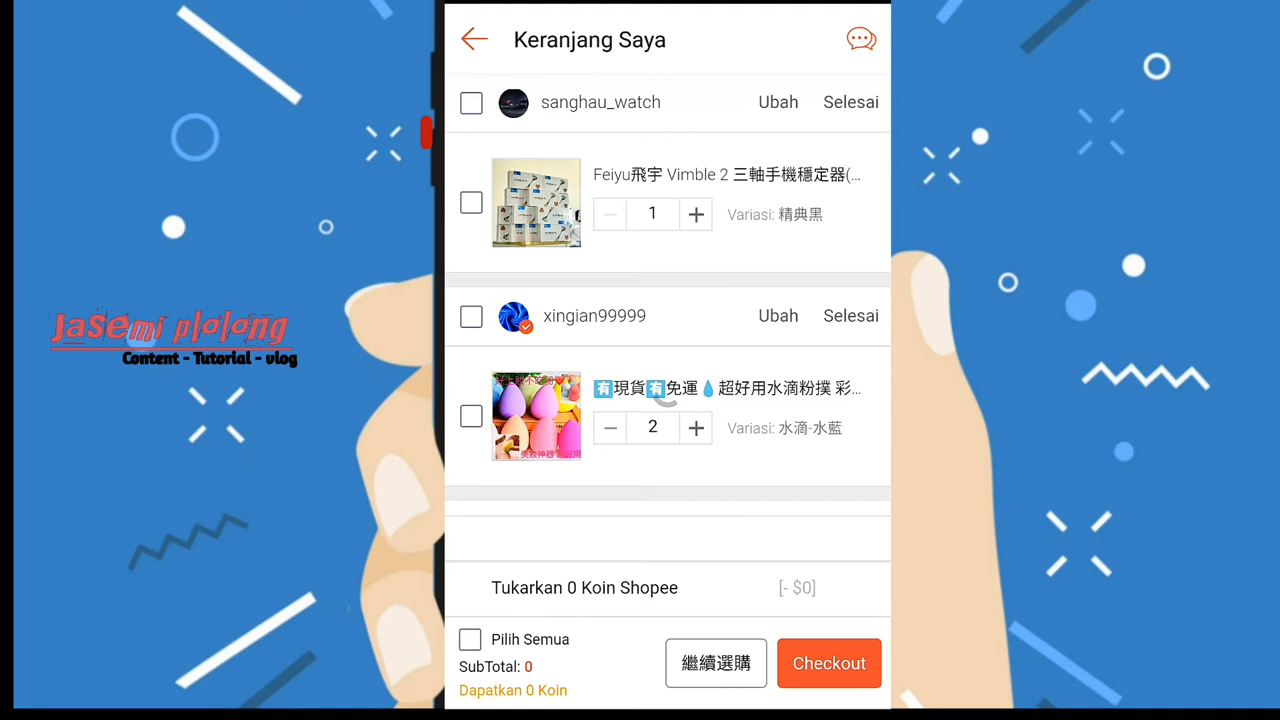 Keranjang Saya
sanghau_watch
Ubah
Selesai
Feiyu飛宇 Vimble 2 三軸手機穩定器(...
1
Variasi: 精典黑
xingian99999
Ubah
Selesai
🈶現貨🈶免運💧超好用水滴粉撲 彩...
2
Variasi: 水滴-水藍
Tukarkan 0 Koin Shopee
[- $0]
Pilih Semua
SubTotal: 0
Dapatkan 0 Koin
繼續選購
Checkout
Jasemi plolong
Content - Tutorial - vlog